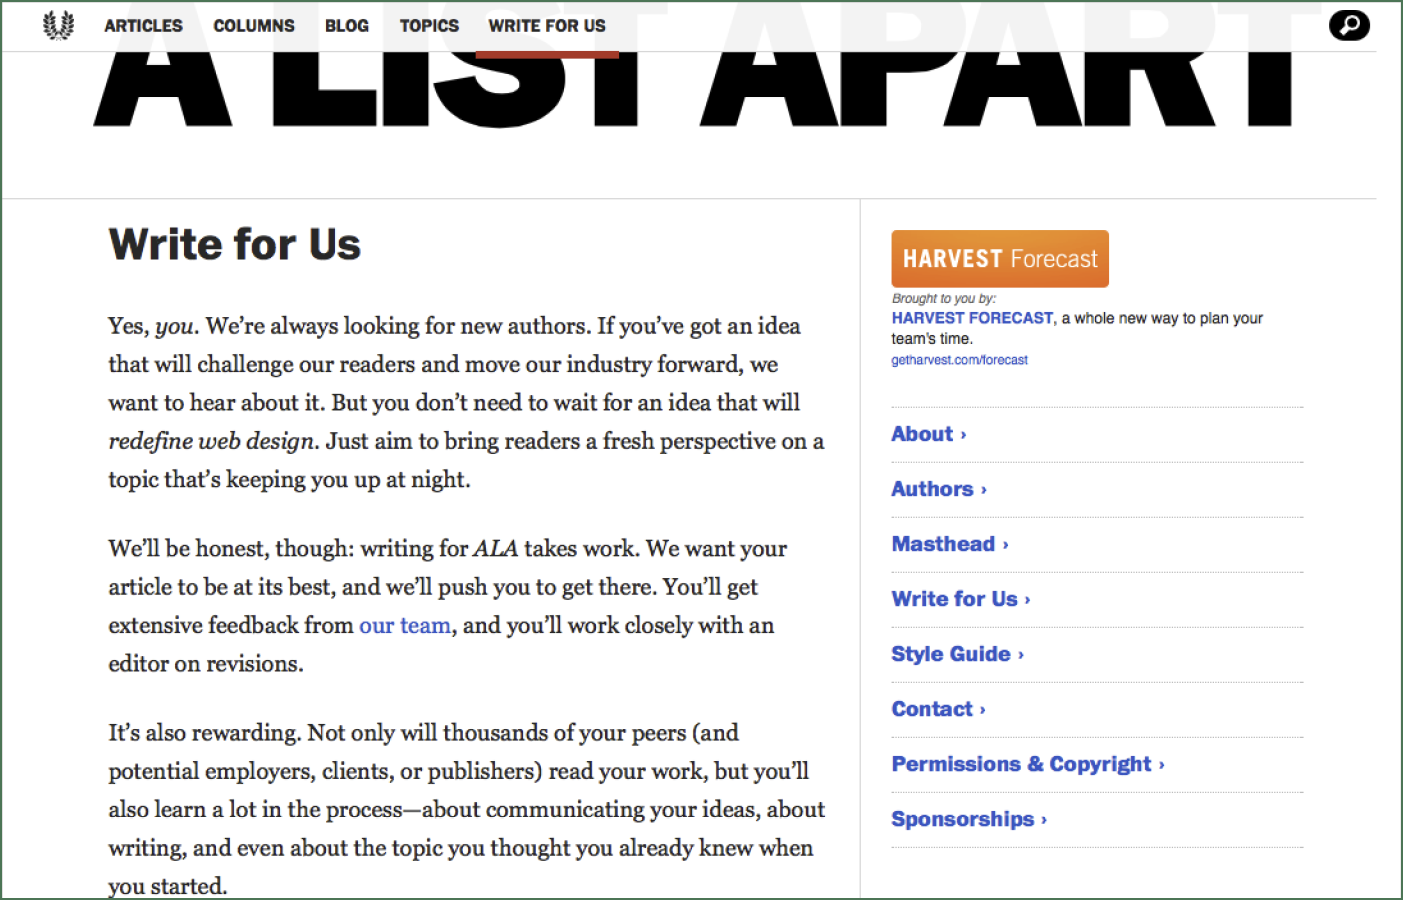 ARTICLES COLUMNS BLOG TOPICS WRITE FOR US
A LIST APART
Write for Us
Yes, you. We’re always looking for new authors. If you’ve got an idea
that will challenge our readers and move our industry forward, we
want to hear about it. But you don’t need to wait for an idea that will
redefine web design. Just aim to bring readers a fresh perspective on a
topic that’s keeping you up at night.
We’ll be honest, though: writing for ALA takes work. We want your
article to be at its best, and we’ll push you to get there. You’ll get
extensive feedback from our team, and you’ll work closely with an
editor on revisions.
It’s also rewarding. Not only will thousands of your peers (and
potential employers, clients, or publishers) read your work, but you’ll
also learn a lot in the process—about communicating your ideas, about
writing, and even about the topic you thought you already knew when
you started.
HARVEST Forecast
Brought to you by:
HARVEST FORECAST, a whole new way to plan your
team’s time.
getharvest.com/forecast
About ›
Authors ›
Masthead ›
Write for Us ›
Style Guide ›
Contact ›
Permissions & Copyright ›
Sponsorships ›